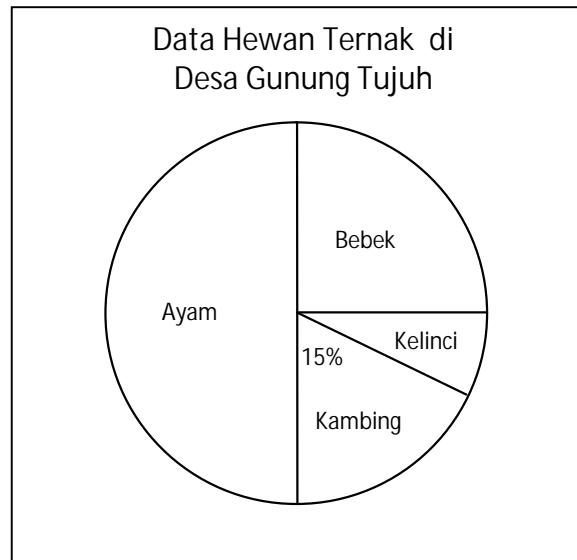 Data Hewan Ternak di
Desa Gunung Tujuh
Bebek
Ayam
Kelinci
15%
Kambing